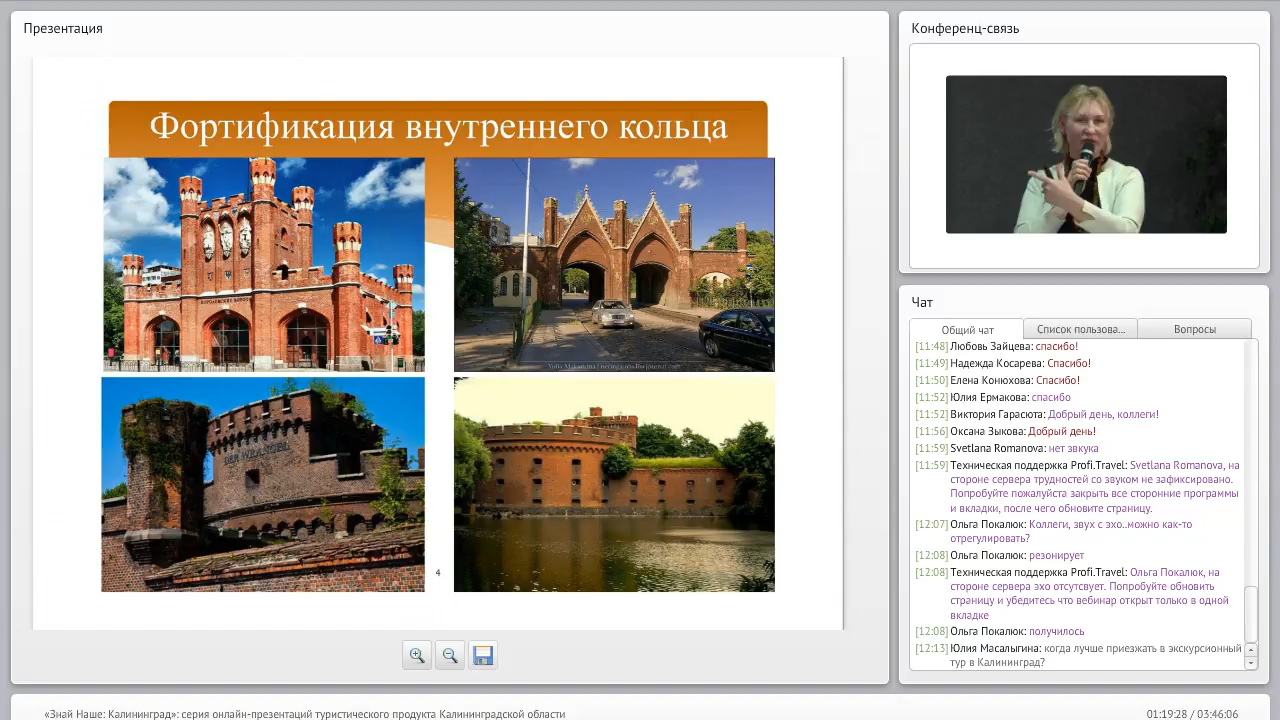 Презентация
Фортификация внутреннего кольца
КОРОЛЕВСКИЕ ВОРОТА
DER WRANGEL
4
Конференц-связь
Чат
Общий чат
Список пользова...
Вопросы
[11:48] Любовь Зайцева: спасибо!
[11:49] Надежда Косарева: Спасибо!
[11:50] Елена Конюхова: Спасибо!
[11:52] Юлия Ермакова: спасибо
[11:52] Виктория Гарасюта: Добрый день, коллеги!
[11:56] Оксана Зыкова: Добрый день!
[11:59] Svetlana Romanova: нет звкука
[11:59] Техническая поддержка Profi.Travel: Svetlana Romanova, на
стороне сервера трудностей со звуком не зафиксировано.
Попробуйте пожалуйста закрыть все сторонние программы
и вкладки, после чего обновите страницу.
[12:07] Ольга Покалюк: Коллеги, звух с эхо..можно как-то
отрегулировать?
[12:08] Ольга Покалюк: резонирует
[12:08] Техническая поддержка Profi.Travel: Ольга Покалюк, на
стороне сервера эхо отсутсвует. Попробуйте обновить
страницу и убедитесь что вебинар открыт только в одной
вкладке
[12:08] Ольга Покалюк: получилось
[12:13] Юлия Масалыгина: когда лучше приезжать в экскурсионный
тур в Калининград?
«Знай Наше: Калининград»: серия онлайн-презентаций туристического продукта Калининградской области
01:19:28 / 03:46:06